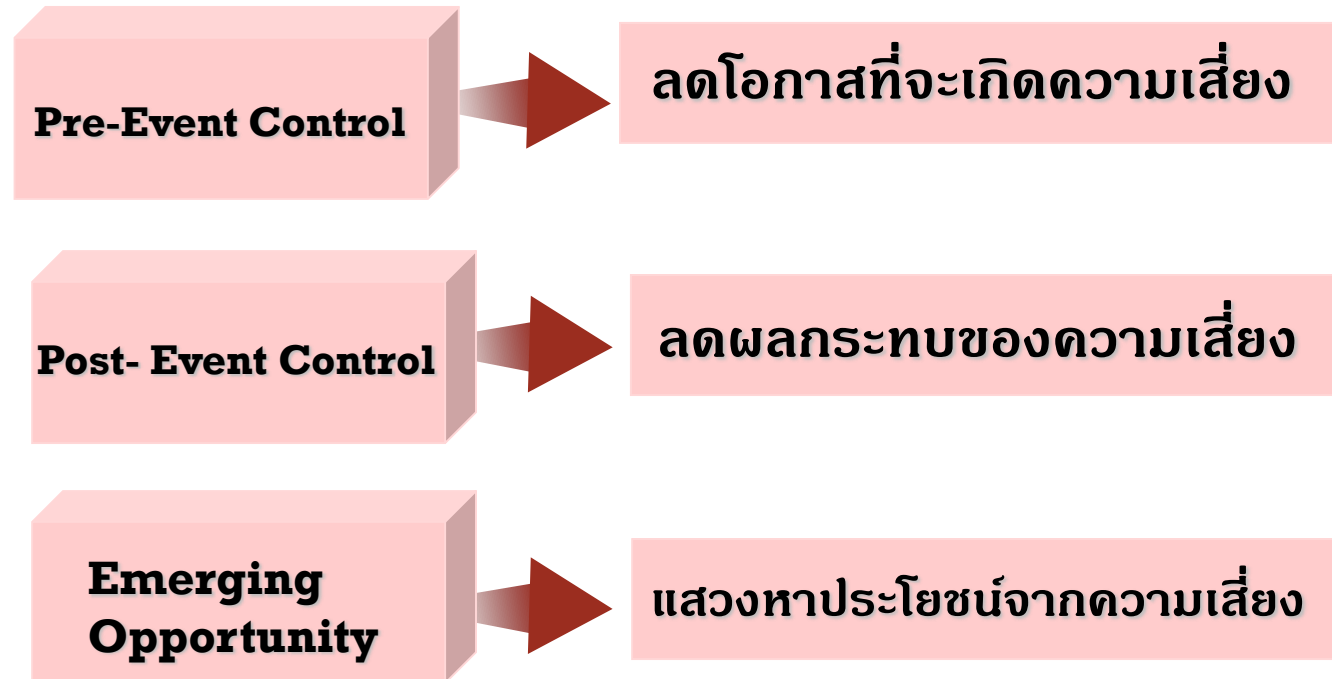 Pre-Event Control
ลดโอกาสที่จะเกิดความเสี่ยง
Post- Event Control
ลดผลกระทบของความเสี่ยง
Emerging
Opportunity
แสวงหาประโยชน์จากความเสี่ยง